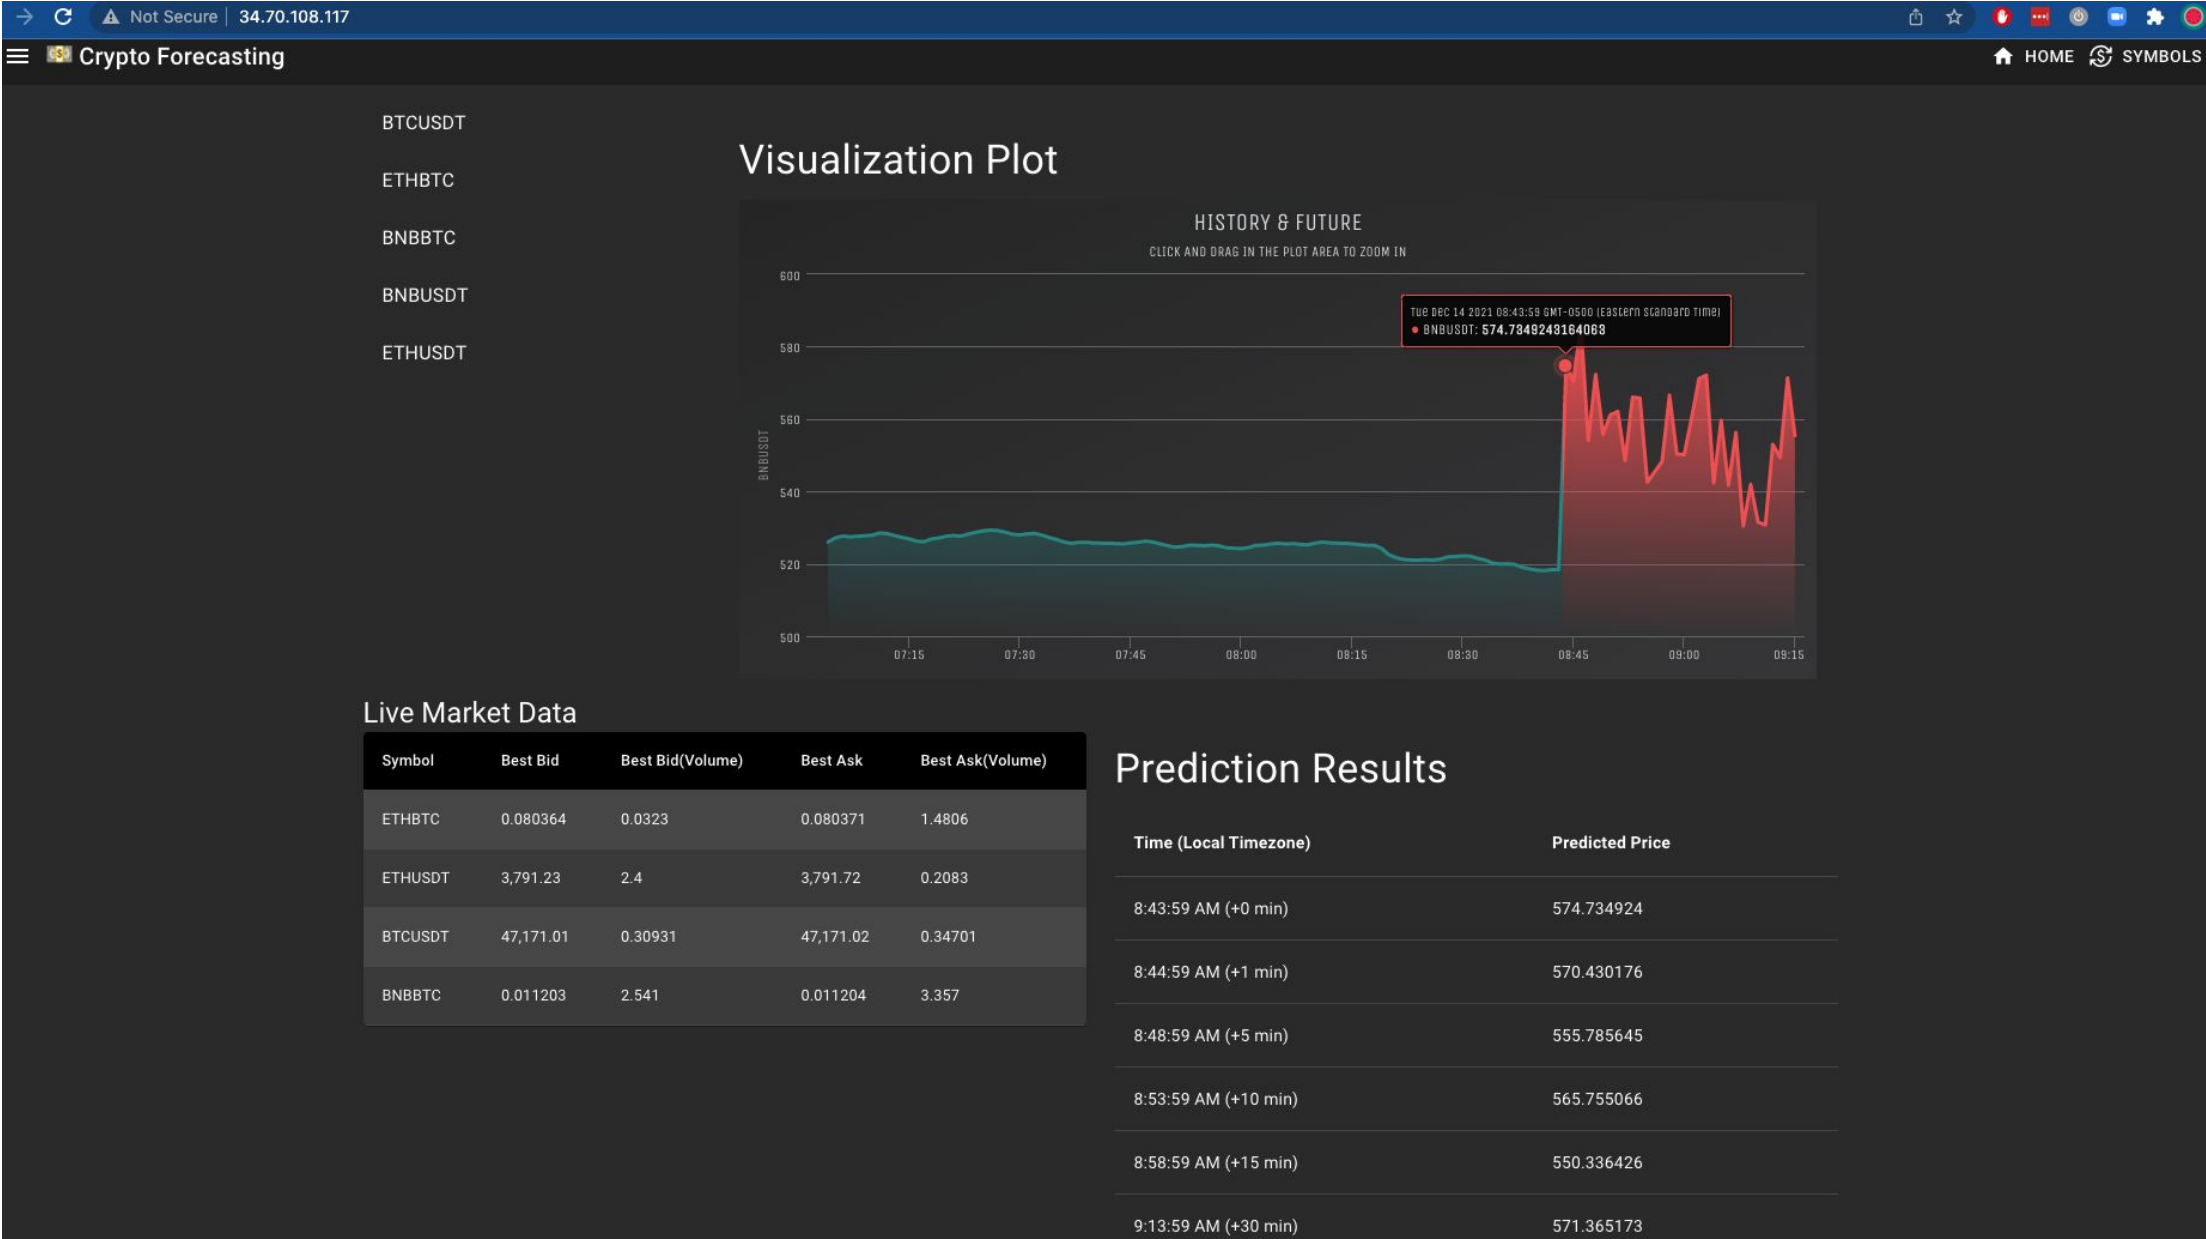 Not Secure | 34.70.108.117
Crypto Forecasting
HOME
SYMBOLS
BTCUSDT
ETHBTC
BNBBTC
BNBUSDT
ETHUSDT
Visualization Plot
HISTORY & FUTURE
CLICK AND DRAG IN THE PLOT AREA TO ZOOM IN
600
580
560
540
520
500
BNBUSDT
Tue Dec 14 2021 08:43:59 GMT-0500 (Eastern Standard Time)
BNBUSDT: 574.7349243164063
07:15 07:30 07:45 08:00 08:15 08:30 08:45 09:00 09:15
Live Market Data
Symbol Best Bid Best Bid(Volume) Best Ask Best Ask(Volume)
ETHBTC 0.080364 0.0323 0.080371 1.4806
ETHUSDT 3,791.23 2.4 3,791.72 0.2083
BTCUSDT 47,171.01 0.30931 47,171.02 0.34701
BNBBTC 0.011203 2.541 0.011204 3.357
Prediction Results
Time (Local Timezone) Predicted Price
8:43:59 AM (+0 min) 574.734924
8:44:59 AM (+1 min) 570.430176
8:48:59 AM (+5 min) 555.785645
8:53:59 AM (+10 min) 565.755066
8:58:59 AM (+15 min) 550.336426
9:13:59 AM (+30 min) 571.365173